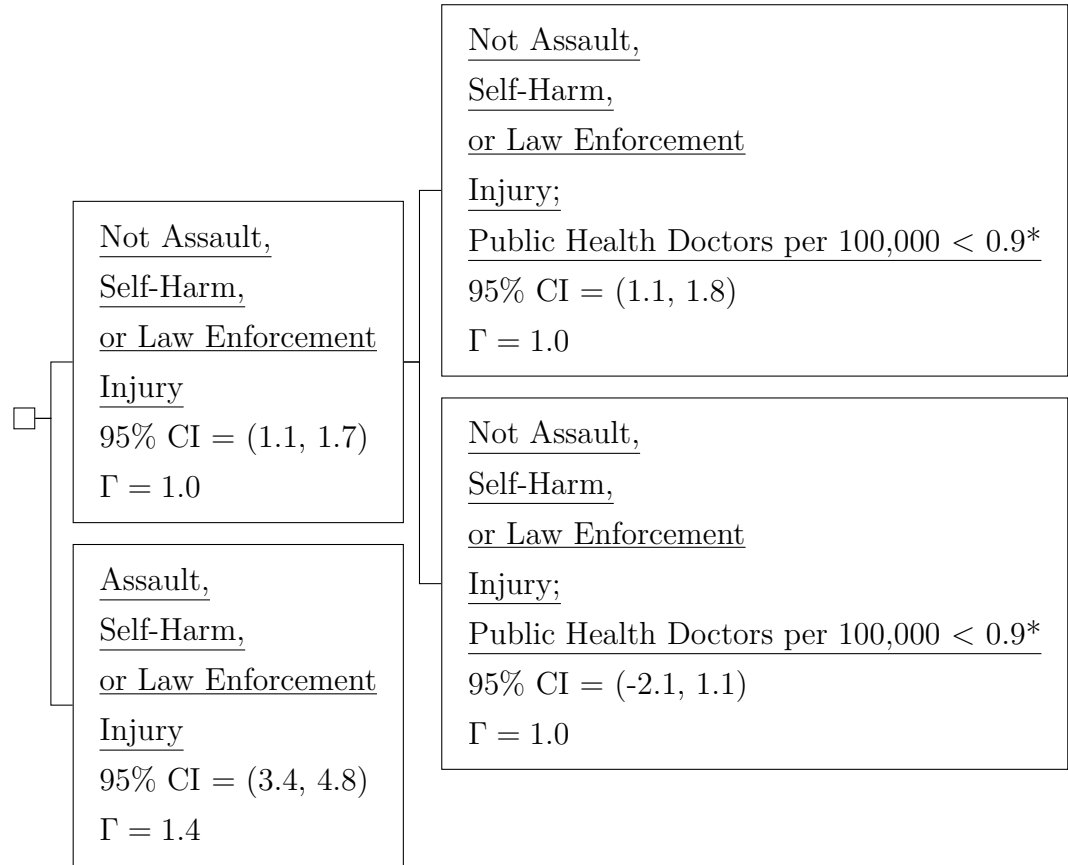 Not Assault,
Self-Harm,
or Law Enforcement
Injury
95% CI = (1.1, 1.7)
Γ = 1.0
Assault,
Self-Harm,
or Law Enforcement
Injury
95% CI = (3.4, 4.8)
Γ = 1.4
Not Assault,
Self-Harm,
or Law Enforcement
Injury;
Public Health Doctors per 100,000 < 0.9*
95% CI = (1.1, 1.8)
Γ = 1.0
Not Assault,
Self-Harm,
or Law Enforcement
Injury;
Public Health Doctors per 100,000 < 0.9*
95% CI = (-2.1, 1.1)
Γ = 1.0